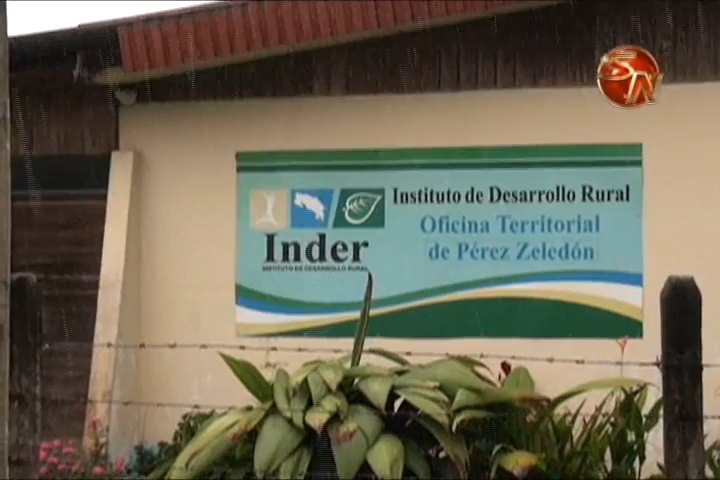 Instituto de Desarrollo Rural
Oficina Territorial
de Pérez Zeledón
Inder
INSTITUTO DE DESARROLLO RURAL